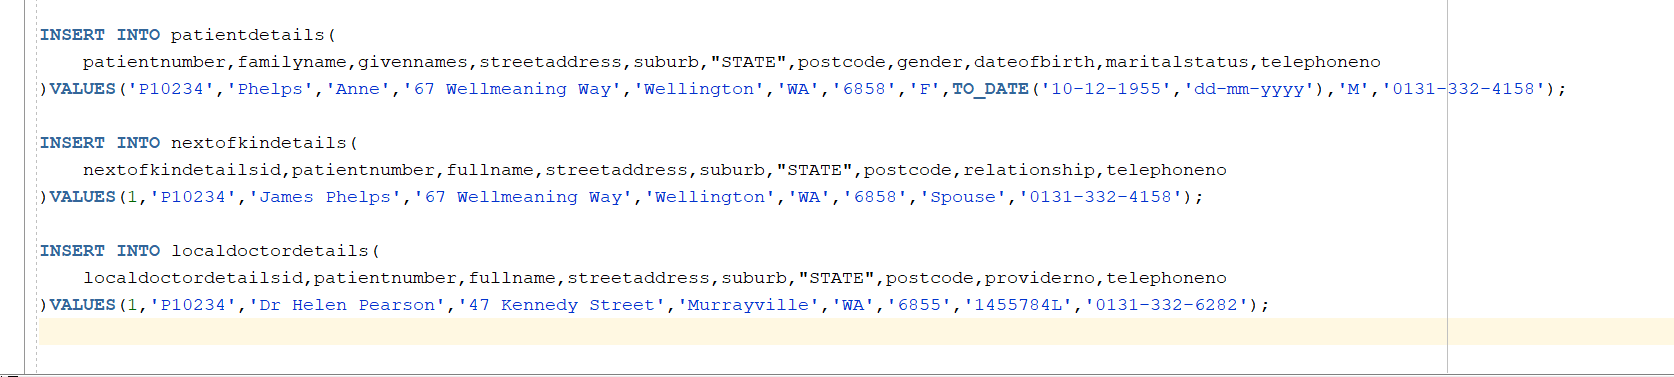 INSERT INTO patientdetails(
patientnumber,familyname,givennames,streetaddress,suburb,"STATE",postcode,gender,dateofbirth,maritalstatus,telephoneno
)VALUES('P10234','Phelps','Anne','67 Wellmeaning Way','Wellington','WA','6858','F',TO_DATE('10-12-1955','dd-mm-yyyy'),'M','0131-332-4158');
INSERT INTO nextofkindetails(
nextofkindetailsid,patientnumber,fullname,streetaddress,suburb,"STATE",postcode,relationship,telephoneno
)VALUES(1,'P10234','James Phelps','67 Wellmeaning Way','Wellington','WA','6858','Spouse','0131-332-4158');
INSERT INTO localdoctordetails(
localdoctordetailsid,patientnumber,fullname,streetaddress,suburb,"STATE",postcode,providerno,telephoneno
)VALUES(1,'P10234','Dr Helen Pearson','47 Kennedy Street','Murrayville','WA','6855','1455784L','0131-332-6282');